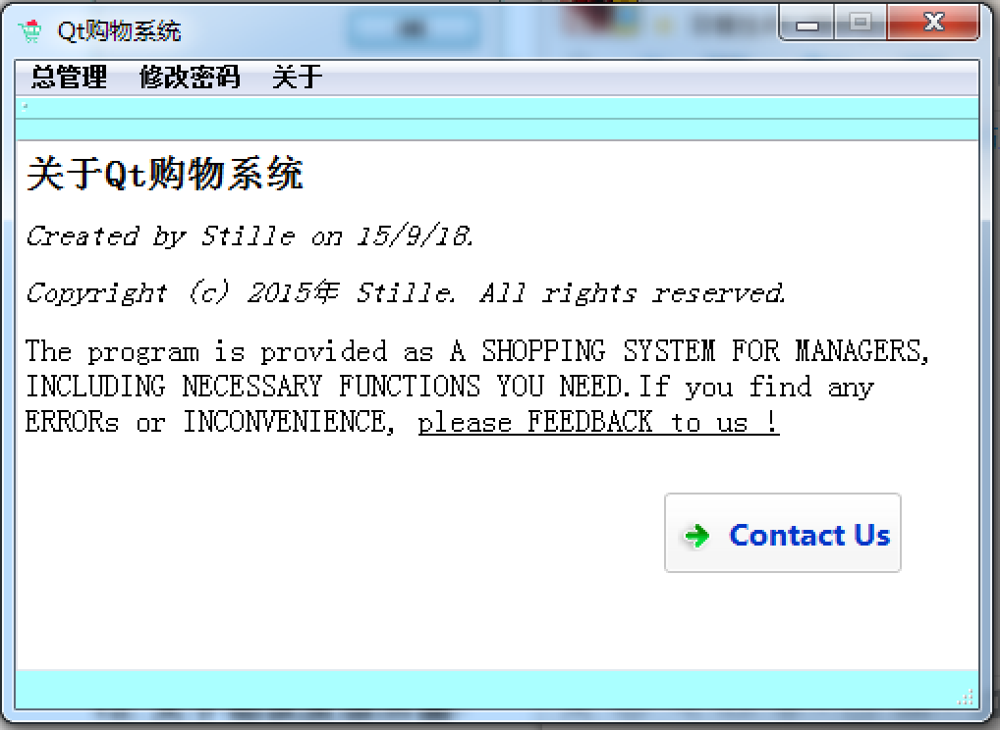 Qt购物系统
总管理 修改密码 关于
关于Qt购物系统
Created by Stille on 15/9/18.
Copyright (c) 2015年 Stille. All rights reserved.
The program is provided as A SHOPPING SYSTEM FOR MANAGERS,
INCLUDING NECESSARY FUNCTIONS YOU NEED.If you find any
ERRORs or INCONVENIENCE, please FEEDBACK to us !
Contact Us